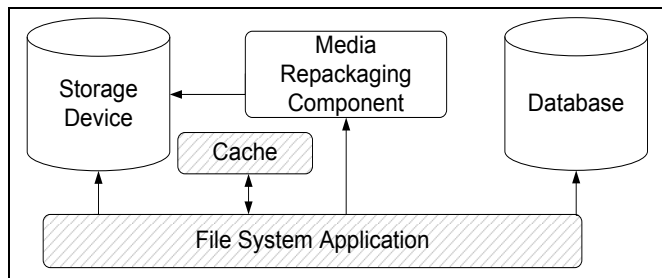 Storage
Device
Media
Repackaging
Component
Database
Cache
File System Application